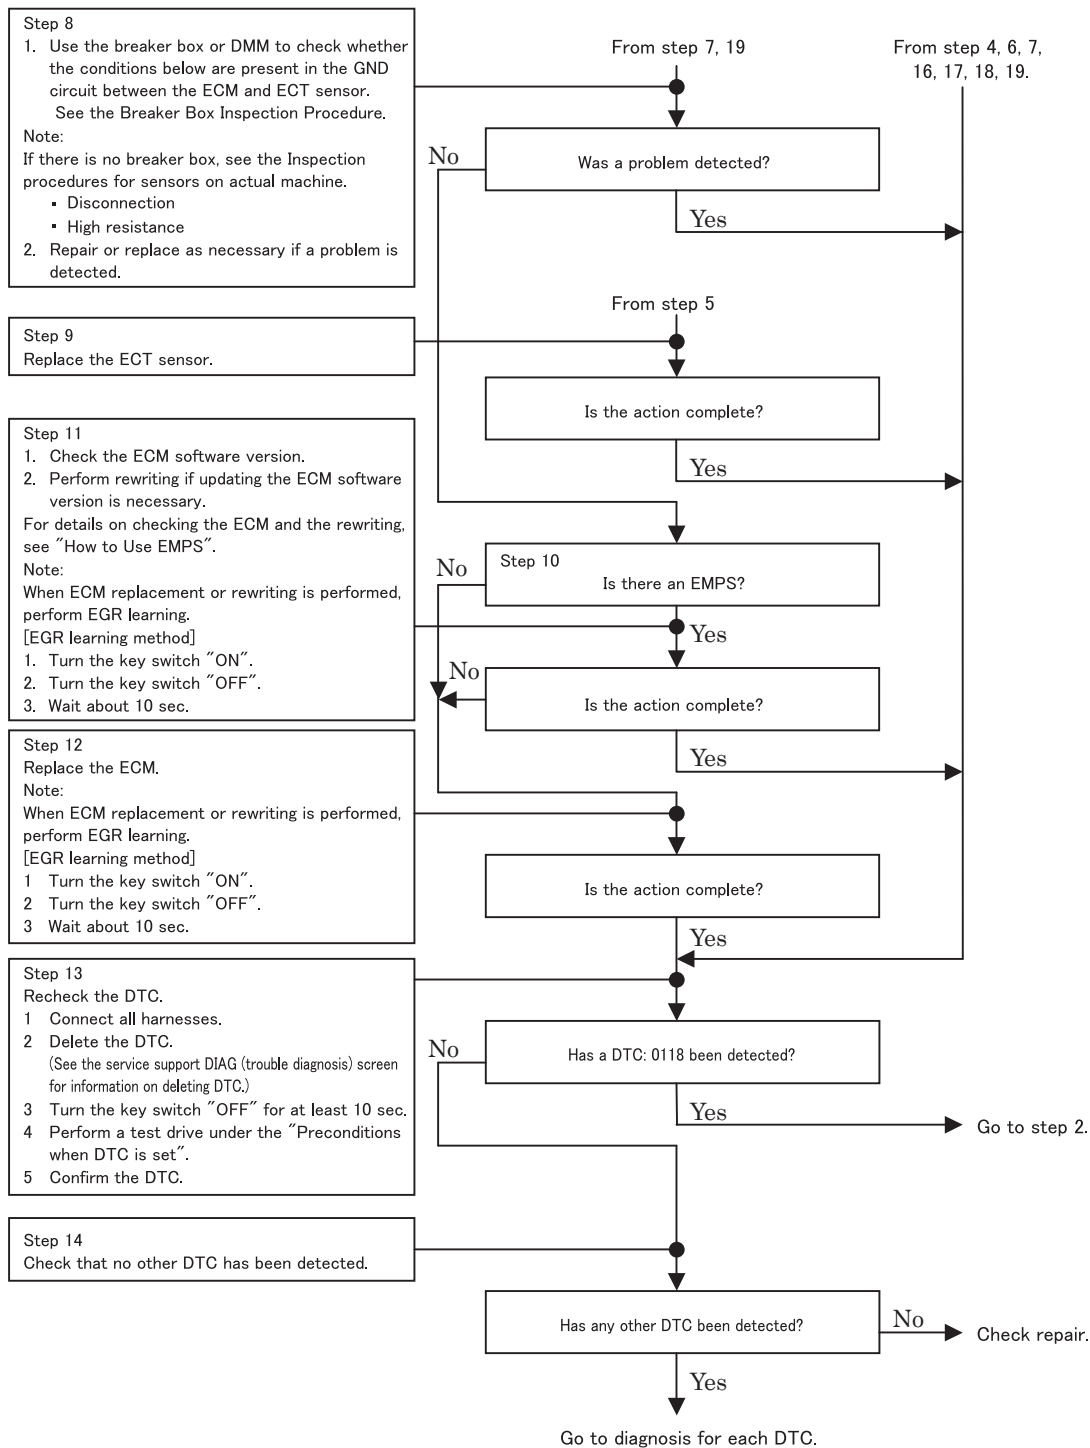 Step 8
1. Use the breaker box or DMM to check whether
the conditions below are present in the GND
circuit between the ECM and ECT sensor.
See the Breaker Box Inspection Procedure.
Note:
If there is no breaker box, see the Inspection
procedures for sensors on actual machine.
▪ Disconnection
▪ High resistance
2. Repair or replace as necessary if a problem is
detected.
From step 7, 19
From step 4, 6, 7,
16, 17, 18, 19.
Was a problem detected?
No
Yes
From step 5
Step 9
Replace the ECT sensor.
Is the action complete?
Yes
Step 11
1. Check the ECM software version.
2. Perform rewriting if updating the ECM software
version is necessary.
For details on checking the ECM and the rewriting,
see "How to Use EMPS".
Note:
When ECM replacement or rewriting is performed,
perform EGR learning.
[EGR learning method]
1. Turn the key switch "ON".
2. Turn the key switch "OFF".
3. Wait about 10 sec.
Step 10
Is there an EMPS?
No
Yes
No
Is the action complete?
Yes
Step 12
Replace the ECM.
Note:
When ECM replacement or rewriting is performed,
perform EGR learning.
[EGR learning method]
1 Turn the key switch "ON".
2 Turn the key switch "OFF".
3 Wait about 10 sec.
Is the action complete?
Yes
Step 13
Recheck the DTC.
1 Connect all harnesses.
2 Delete the DTC.
(See the service support DIAG (trouble diagnosis) screen
for information on deleting DTC.)
3 Turn the key switch "OFF" for at least 10 sec.
4 Perform a test drive under the "Preconditions
when DTC is set".
5 Confirm the DTC.
Has a DTC: 0118 been detected?
No
Yes
Go to step 2.
Step 14
Check that no other DTC has been detected.
Has any other DTC been detected?
No
Check repair.
Yes
Go to diagnosis for each DTC.